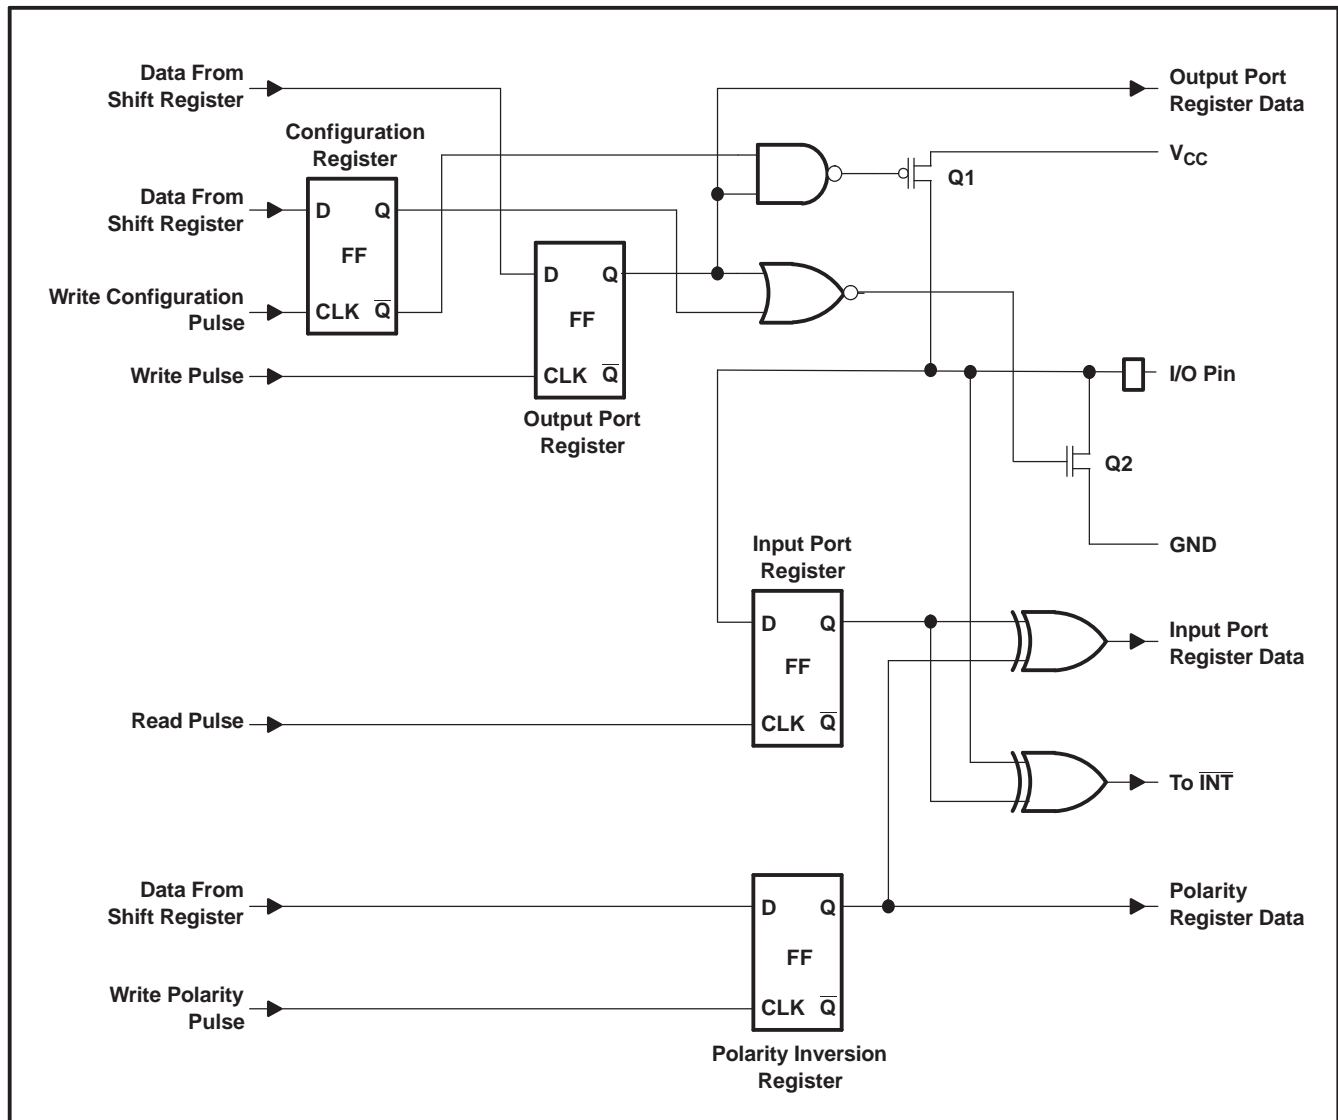 Data From
Shift Register
Output Port
Register Data
Configuration
Register
VCC
Q1
Data From
Shift Register
D Q
FF
CLK Q̅
D Q
FF
CLK Q̅
Write Configuration
Pulse
Write Pulse
I/O Pin
Output Port
Register
Q2
GND
Input Port
Register
D Q
FF
CLK Q̅
Input Port
Register Data
Read Pulse
To I̅N̅T̅
Data From
Shift Register
D Q
FF
CLK Q̅
Polarity
Register Data
Write Polarity
Pulse
Polarity Inversion
Register